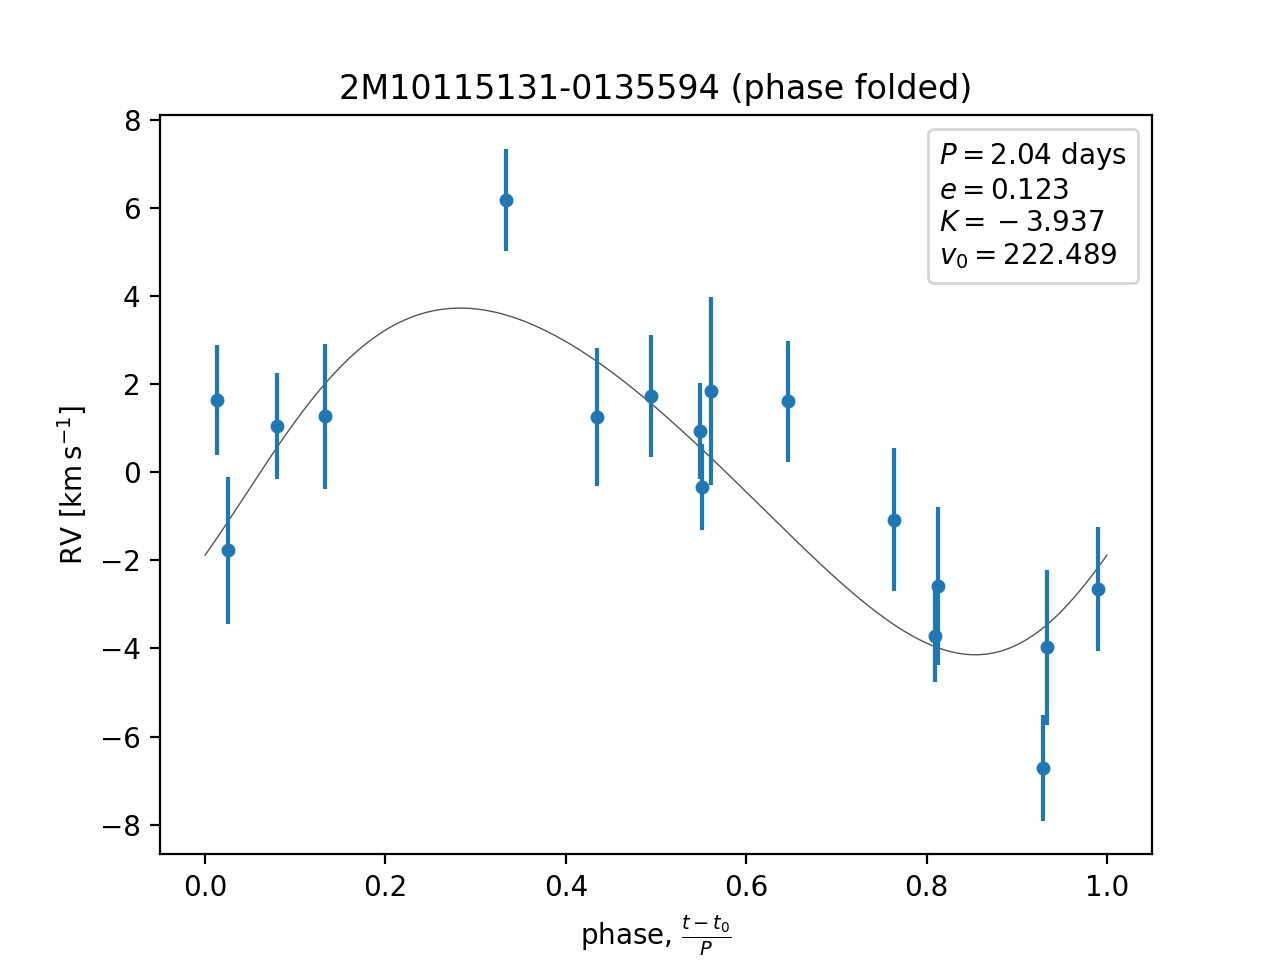 2M10115131-0135594 (phase folded)
P = 2.04 days
e = 0.123
K = −3.937
v₀ = 222.489
8
6
4
2
0
−2
−4
−6
−8
RV [km s⁻¹]
0.0 0.2 0.4 0.6 0.8 1.0
phase, (t − t₀)/P